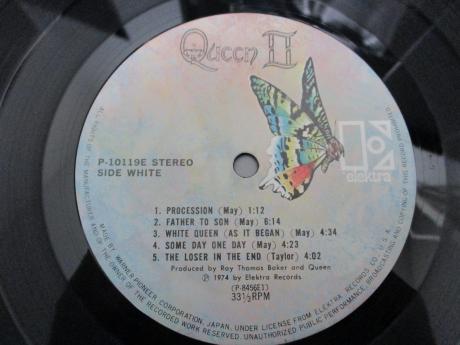 Queen II
P-10119E STEREO
SIDE WHITE
elektra
1. PROCESSION (May) 1:12
2. FATHER TO SON (May) 6:14
3. WHITE QUEEN (AS IT BEGAN) (May) 4:34
4. SOME DAY ONE DAY (May) 4:23
5. THE LOSER IN THE END (Taylor) 4:02
Produced by Roy Thomas Baker and Queen
Ⓟ 1974 by Elektra Records
(P-8456E1)
33⅓RPM
ALL RIGHTS OF THE MANUFACTURER AND OF THE OWNER OF THE RECORDED WORK RESERVED. UNAUTHORIZED PUBLIC PERFORMANCE, BROADCASTING AND COPYING OF THIS RECORD PROHIBITED.
MADE BY WARNER-PIONEER CORPORATION, JAPAN, UNDER LICENSE FROM ELEKTRA RECORDS CO., U.S.A.